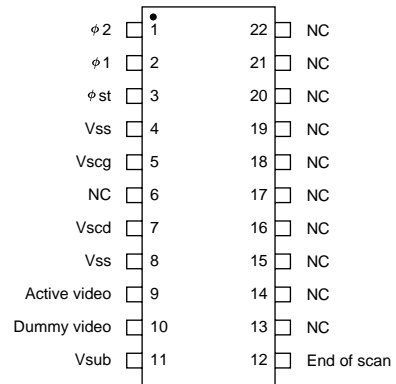 φ2 1 22 NC
φ1 2 21 NC
φst 3 20 NC
Vss 4 19 NC
Vscg 5 18 NC
NC 6 17 NC
Vscd 7 16 NC
Vss 8 15 NC
Active video 9 14 NC
Dummy video 10 13 NC
Vsub 11 12 End of scan